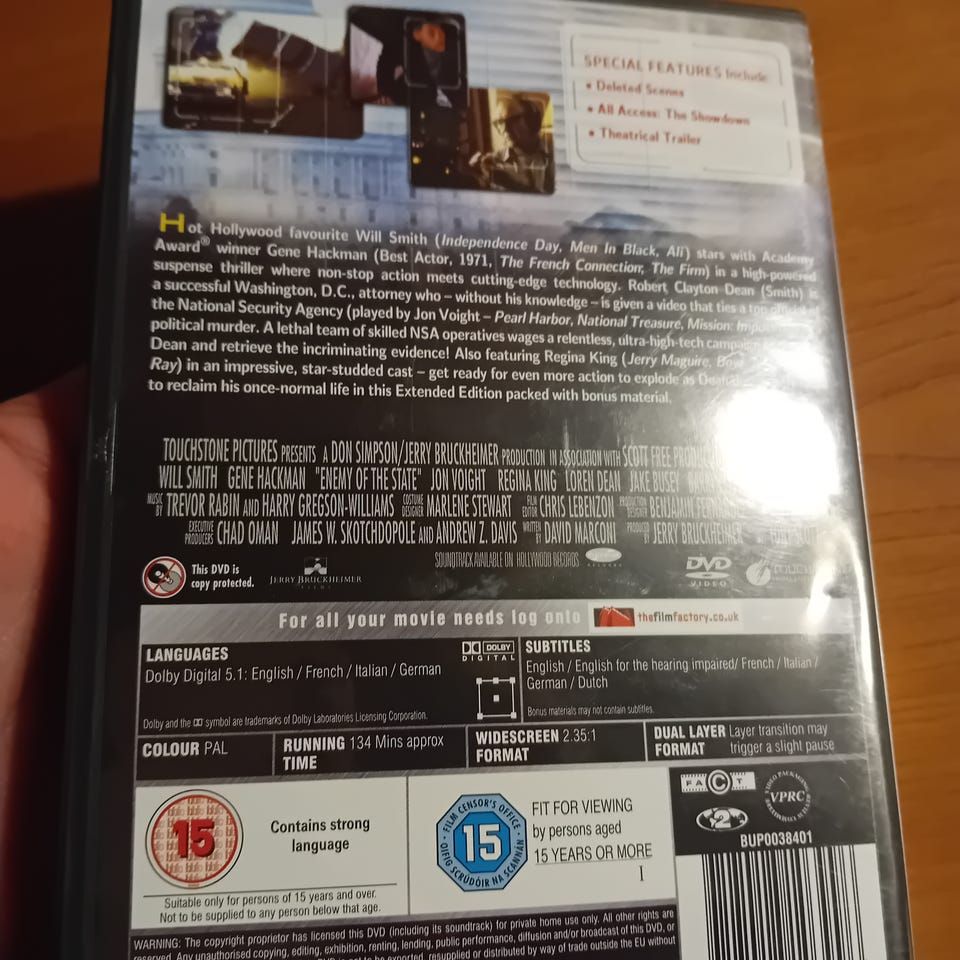 SPECIAL FEATURES Include
• Deleted Scenes
• All Access: The Showdown
• Theatrical Trailer
Hot Hollywood favourite Will Smith (Independence Day, Men In Black, Ali) stars with Academy
Award® winner Gene Hackman (Best Actor, 1971, The French Connection, The Firm) in a high-powered
suspense thriller where non-stop action meets cutting-edge technology. Robert Clayton Dean (Smith) is
a successful Washington, D.C., attorney who – without his knowledge – is given a video that ties a top official of
the National Security Agency (played by Jon Voight – Pearl Harbor, National Treasure, Mission:
political murder. A lethal team of skilled NSA operatives wages a relentless, ultra-high-tech
Dean and retrieve the incriminating evidence! Also featuring Regina King (Jerry Maguire,
Ray) in an impressive, star-studded cast – get ready for even more action to explode as
to reclaim his once-normal life in this Extended Edition packed with bonus material.
TOUCHSTONE PICTURES PRESENTS A DON SIMPSON/JERRY BRUCKHEIMER PRODUCTION IN ASSOCIATION WITH SCOTT FREE
WILL SMITH GENE HACKMAN "ENEMY OF THE STATE" JON VOIGHT REGINA KING LOREN DEAN JAKE BUSEY
MUSIC BY TREVOR RABIN AND HARRY GREGSON-WILLIAMS COSTUME DESIGNER MARLENE STEWART FILM EDITOR CHRIS LEBENZON PRODUCTION DESIGNER BENJAMIN
EXECUTIVE PRODUCERS CHAD OMAN JAMES W. SKOTCHDOPOLE AND ANDREW Z. DAVIS WRITTEN BY DAVID MARCONI PRODUCED BY JERRY BRUCKHEIMER
SOUNDTRACK AVAILABLE ON HOLLYWOOD RECORDS
This DVD is
copy protected.
JERRY BRUCKHEIMER
FILMS
DVD
VIDEO
For all your movie needs log onto thefilmfactory.co.uk
LANGUAGES
Dolby Digital 5.1: English / French / Italian / German
DOLBY
DIGITAL
Dolby and the DD symbol are trademarks of Dolby Laboratories Licensing Corporation.
SUBTITLES
English / English for the hearing impaired/ French / Italian /
German / Dutch
Bonus materials may not contain subtitles.
COLOUR PAL
RUNNING 134 Mins approx
TIME
WIDESCREEN 2.35:1
FORMAT
DUAL LAYER Layer transition may
FORMAT trigger a slight pause
15
Contains strong
language
Suitable only for persons of 15 years and over.
Not to be supplied to any person below that age.
FILM CENSOR'S OFFICE
15
OIFIG SCRÚDÓIR NA SCANNÁN
FIT FOR VIEWING
by persons aged
15 YEARS OR MORE
I
FACT
VPRC
2
BUP0038401
WARNING: The copyright proprietor has licensed this DVD (including its soundtrack) for private home use only. All other rights are
reserved. Any unauthorised copying, editing, exhibition, renting, lending, public performance, diffusion and/or broadcast of this DVD, or
exported, resupplied or distributed by way of trade outside the EU without